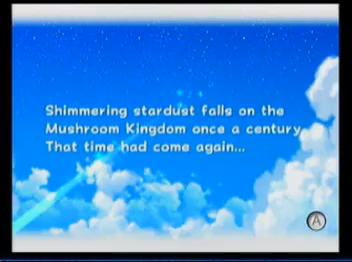 Shimmering stardust falls on the
Mushroom Kingdom once a century.
That time had come again...
A